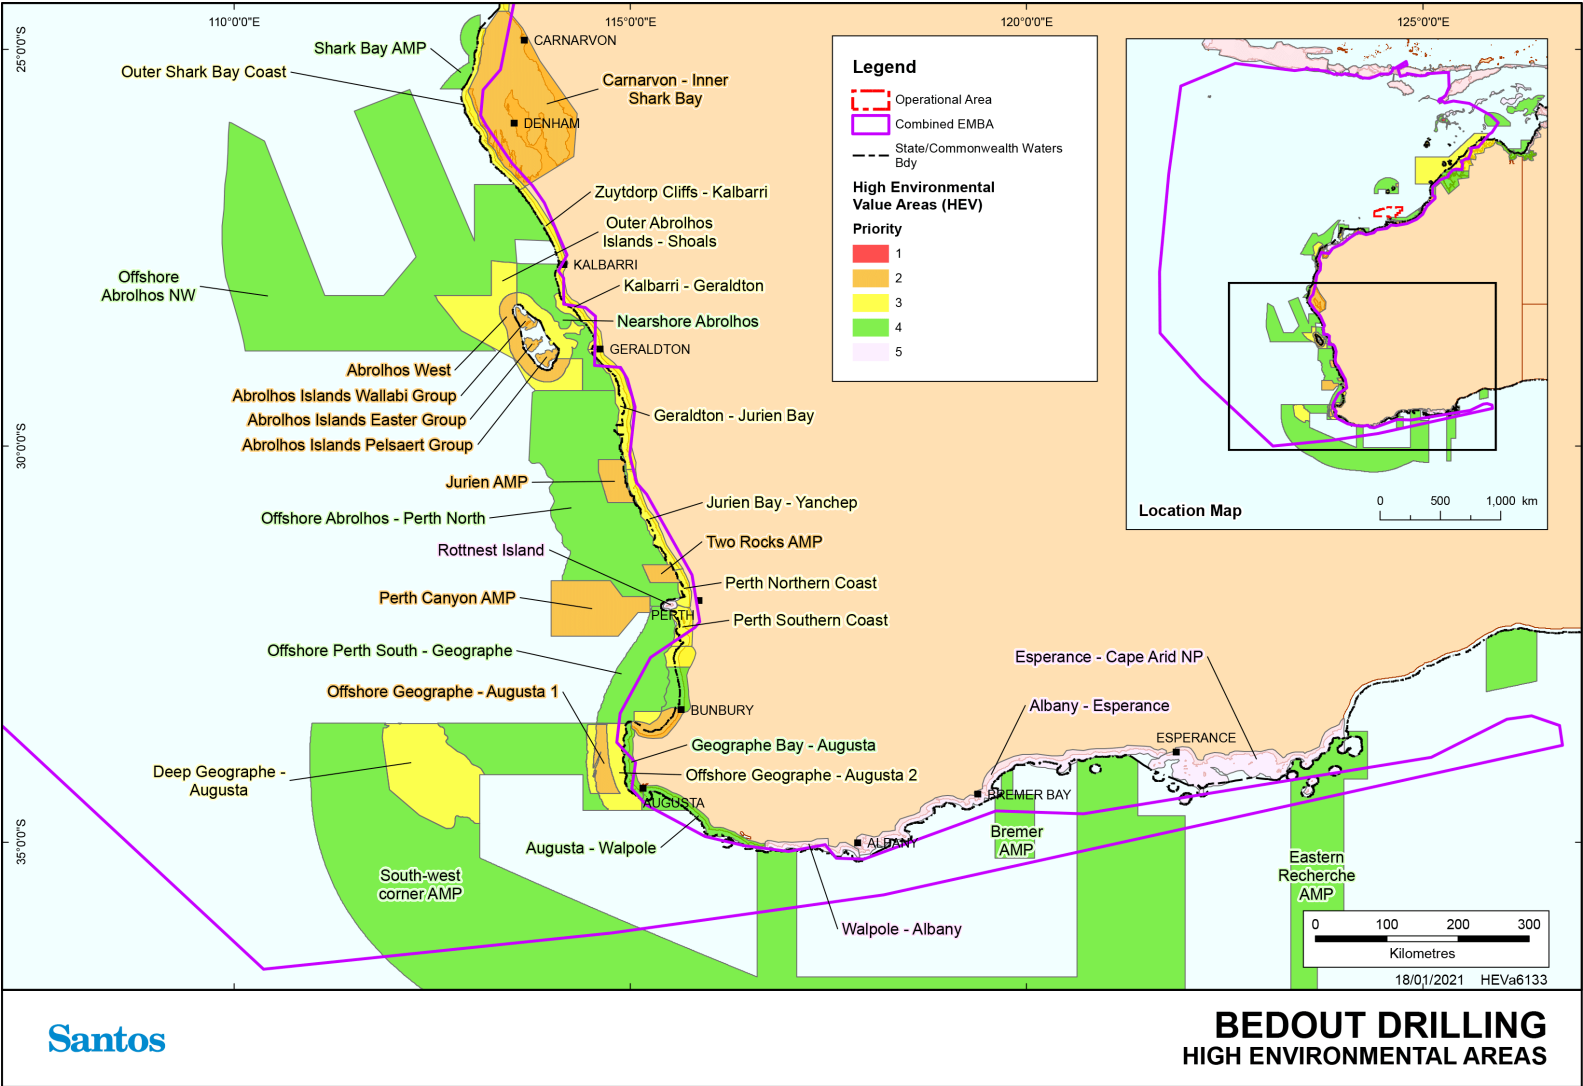 110°0'0"E
115°0'0"E
120°0'0"E
125°0'0"E
25°0'0"S
30°0'0"S
35°0'0"S
Shark Bay AMP
Outer Shark Bay Coast
CARNARVON
Carnarvon - Inner
Shark Bay
DENHAM
Zuytdorp Cliffs - Kalbarri
Outer Abrolhos
Islands - Shoals
KALBARRI
Offshore
Abrolhos NW
Kalbarri - Geraldton
Nearshore Abrolhos
GERALDTON
Abrolhos West
Abrolhos Islands Wallabi Group
Abrolhos Islands Easter Group
Abrolhos Islands Pelsaert Group
Geraldton - Jurien Bay
Jurien AMP
Jurien Bay - Yanchep
Offshore Abrolhos - Perth North
Two Rocks AMP
Rottnest Island
Perth Northern Coast
Perth Canyon AMP
PERTH
Perth Southern Coast
Offshore Perth South - Geographe
Offshore Geographe - Augusta 1
BUNBURY
Geographe Bay - Augusta
Deep Geographe -
Augusta
Offshore Geographe - Augusta 2
AUGUSTA
Augusta - Walpole
South-west
corner AMP
Walpole - Albany
ALBANY
BREMER BAY
Bremer
AMP
Albany - Esperance
Esperance - Cape Arid NP
ESPERANCE
Eastern
Recherche
AMP
Legend
Operational Area
Combined EMBA
State/Commonwealth Waters
Bdy
High Environmental
Value Areas (HEV)
Priority
1
2
3
4
5
Location Map
0 500 1,000 km
0 100 200 300
Kilometres
18/01/2021 HEVa6133
Santos
BEDOUT DRILLING
HIGH ENVIRONMENTAL AREAS